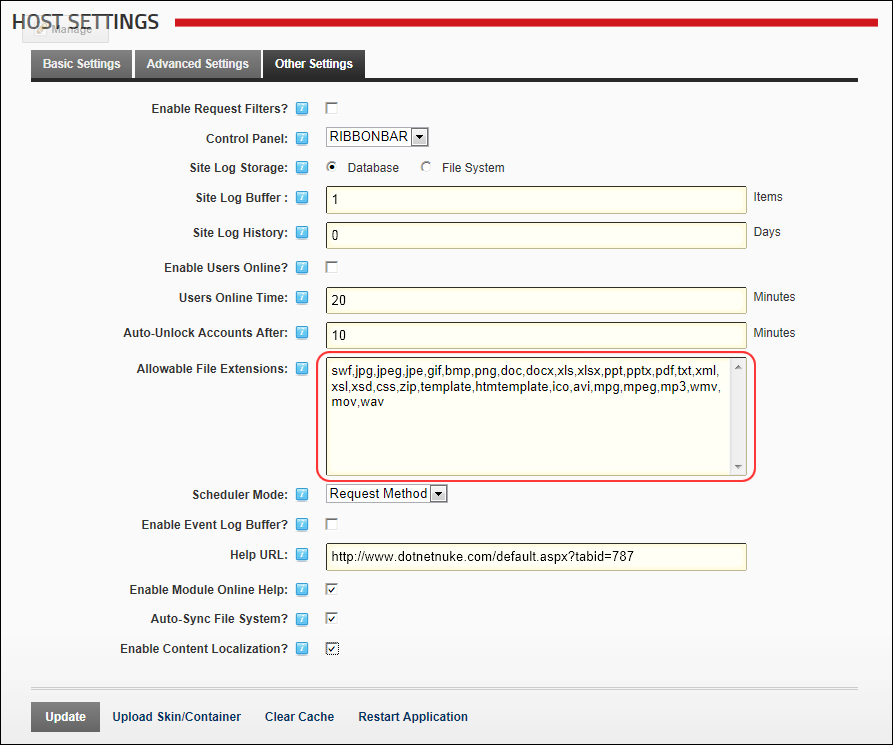 HOST SETTINGS
Manage
Basic Settings Advanced Settings Other Settings
Enable Request Filters?
Control Panel: RIBBONBAR
Site Log Storage: Database File System
Site Log Buffer : 1 Items
Site Log History: 0 Days
Enable Users Online?
Users Online Time: 20 Minutes
Auto-Unlock Accounts After: 10 Minutes
Allowable File Extensions: swf,jpg,jpeg,jpe,gif,bmp,png,doc,docx,xls,xlsx,ppt,pptx,pdf,txt,xml,
xsl,xsd,css,zip,template,htmtemplate,ico,avi,mpg,mpeg,mp3,wmv,
mov,wav
Scheduler Mode: Request Method
Enable Event Log Buffer?
Help URL: http://www.dotnetnuke.com/default.aspx?tabid=787
Enable Module Online Help:
Auto-Sync File System?
Enable Content Localization?
Update Upload Skin/Container Clear Cache Restart Application